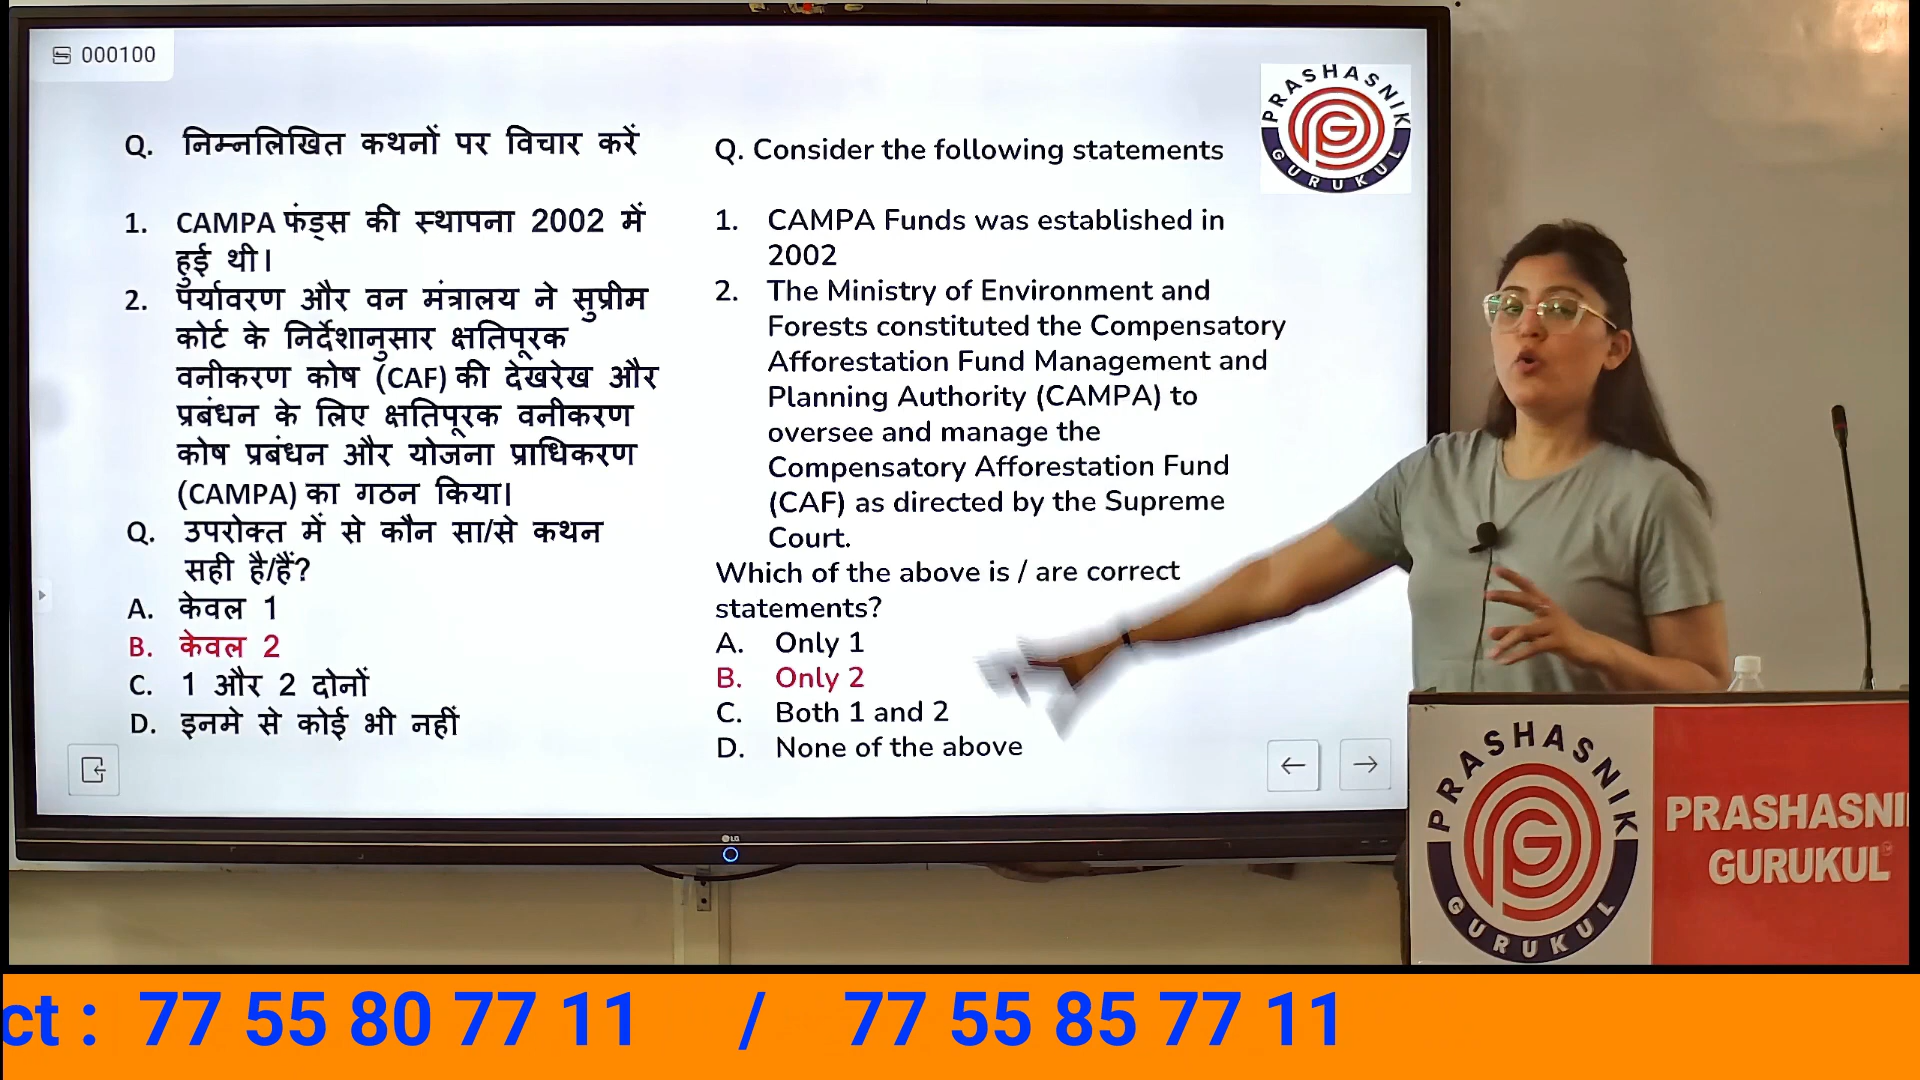 000100
Q. निम्नलिखित कथनों पर विचार करें
1. CAMPA फंड्स की स्थापना 2002 में
हुई थी।
2. पर्यावरण और वन मंत्रालय ने सुप्रीम
कोर्ट के निर्देशानुसार क्षतिपूरक
वनीकरण कोष (CAF) की देखरेख और
प्रबंधन के लिए क्षतिपूरक वनीकरण
कोष प्रबंधन और योजना प्राधिकरण
(CAMPA) का गठन किया।
Q. उपरोक्त में से कौन सा/से कथन
सही है/हैं?
A. केवल 1
B. केवल 2
C. 1 और 2 दोनों
D. इनमे से कोई भी नहीं
Q. Consider the following statements
1. CAMPA Funds was established in
2002
2. The Ministry of Environment and
Forests constituted the Compensatory
Afforestation Fund Management and
Planning Authority (CAMPA) to
oversee and manage the
Compensatory Afforestation Fund
(CAF) as directed by the Supreme
Court.
Which of the above is / are correct
statements?
A. Only 1
B. Only 2
C. Both 1 and 2
D. None of the above
PRASHASNIK
GURUKUL
LG
PRASHASNIK
GURUKUL
PRASHASNI
GURUKUL
ct : 77 55 80 77 11 / 77 55 85 77 11